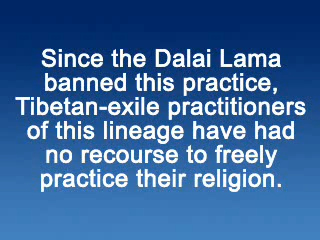 Since the Dalai Lama
banned this practice,
Tibetan-exile practitioners
of this lineage have had
no recourse to freely
practice their religion.